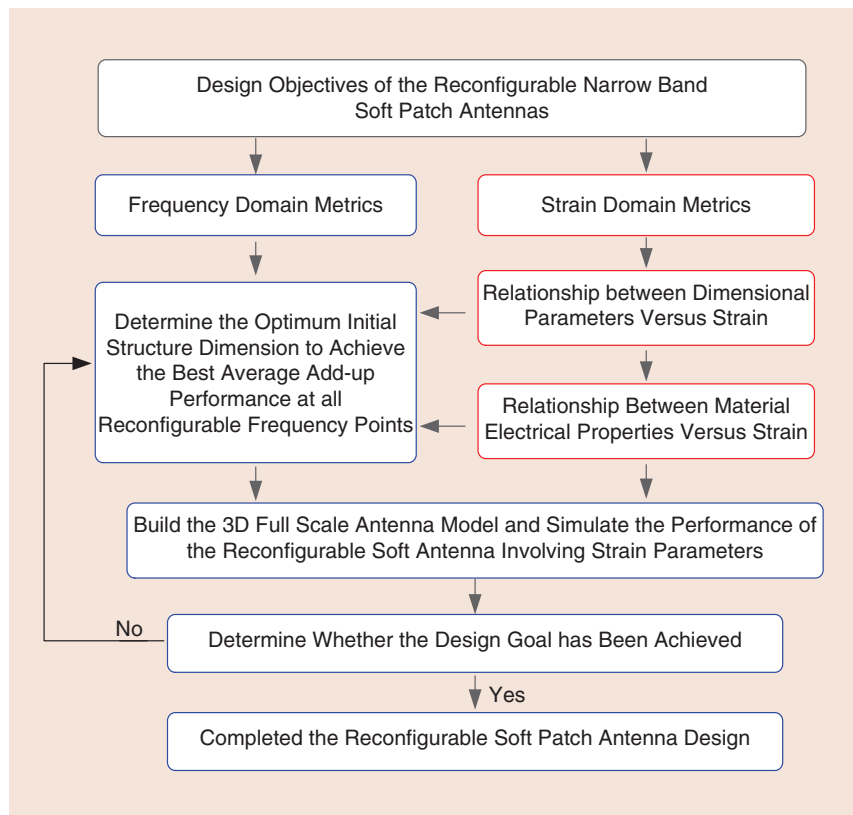 Design Objectives of the Reconfigurable Narrow Band
Soft Patch Antennas
Frequency Domain Metrics
Strain Domain Metrics
Determine the Optimum Initial
Structure Dimension to Achieve
the Best Average Add-up
Performance at all
Reconfigurable Frequency Points
Relationship between Dimensional
Parameters Versus Strain
Relationship Between Material
Electrical Properties Versus Strain
Build the 3D Full Scale Antenna Model and Simulate the Performance of
the Reconfigurable Soft Antenna Involving Strain Parameters
No
Determine Whether the Design Goal has Been Achieved
Yes
Completed the Reconfigurable Soft Patch Antenna Design